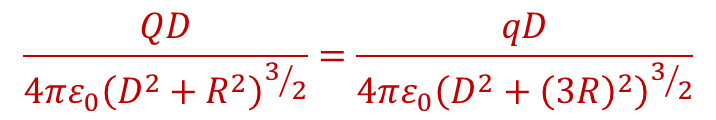 QD/(4πε₀(D² + R²)^(3/2)) = qD/(4πε₀(D² + (3R)²)^(3/2))